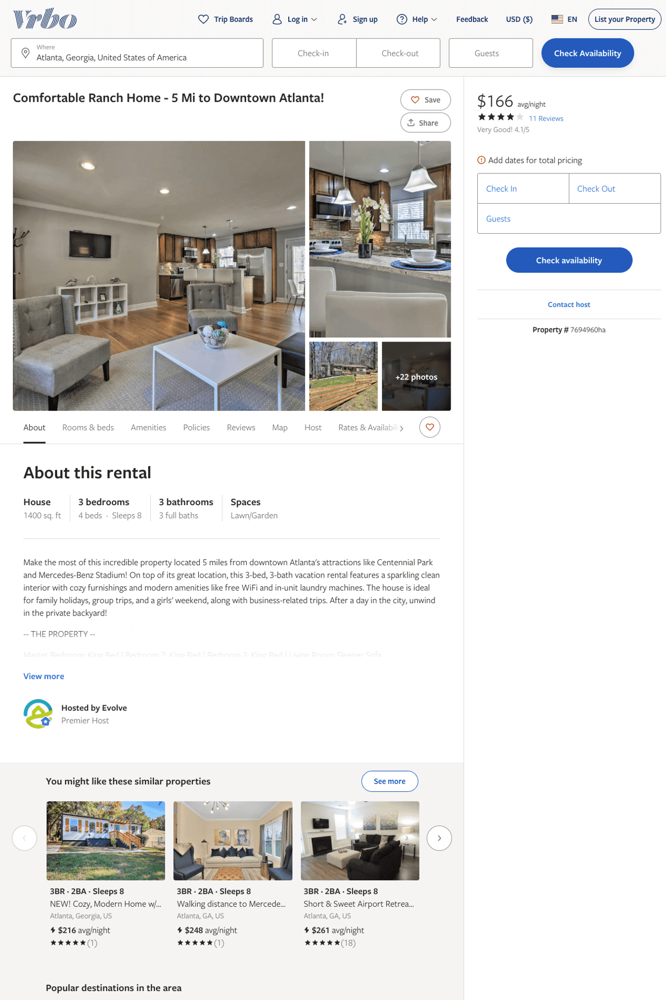 Vrbo
Trip Boards
Log in
Sign up
Help
Feedback
USD ($)
EN
List your Property
Where
Atlanta, Georgia, United States of America
Check-in
Check-out
Guests
Check Availability
Comfortable Ranch Home - 5 Mi to Downtown Atlanta!
Save
Share
+22 photos
$166 avg/night
11 Reviews
Very Good! 4.1/5
Add dates for total pricing
Check In
Check Out
Guests
Check availability
Contact host
Property # 7694960ha
About
Rooms & beds
Amenities
Policies
Reviews
Map
Host
Rates & Availabili
About this rental
House
1400 sq. ft
3 bedrooms
4 beds · Sleeps 8
3 bathrooms
3 full baths
Spaces
Lawn/Garden
Make the most of this incredible property located 5 miles from downtown Atlanta's attractions like Centennial Park
and Mercedes-Benz Stadium! On top of its great location, this 3-bed, 3-bath vacation rental features a sparkling clean
interior with cozy furnishings and modern amenities like free WiFi and in-unit laundry machines. The house is ideal
for family holidays, group trips, and a girls' weekend, along with business-related trips. After a day in the city, unwind
in the private backyard!
-- THE PROPERTY --
Master Bedroom: King Bed | Bedroom 2: King Bed | Bedroom 3: King Bed | Living Room: Sleeper Sofa
View more
Hosted by Evolve
Premier Host
You might like these similar properties
See more
3BR · 2BA · Sleeps 8
NEW! Cozy, Modern Home w/...
Atlanta, Georgia, US
$216 avg/night
(1)
3BR · 2BA · Sleeps 8
Walking distance to Mercede...
Atlanta, GA, US
$248 avg/night
(1)
3BR · 2BA · Sleeps 8
Short & Sweet Airport Retrea...
Atlanta, GA, US
$261 avg/night
(18)
Popular destinations in the area